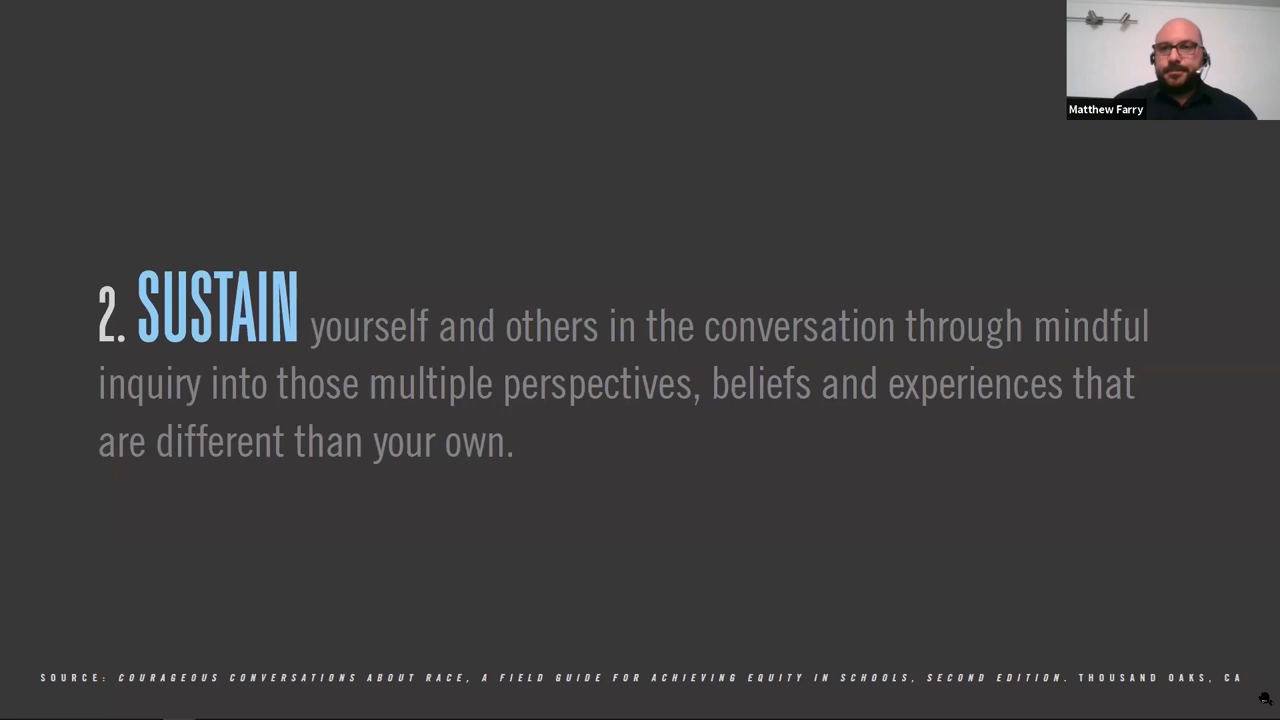 Matthew Farry
2. SUSTAIN yourself and others in the conversation through mindful
inquiry into those multiple perspectives, beliefs and experiences that
are different than your own.
SOURCE: COURAGEOUS CONVERSATIONS ABOUT RACE, A FIELD GUIDE FOR ACHIEVING EQUITY IN SCHOOLS, SECOND EDITION. THOUSAND OAKS, CA